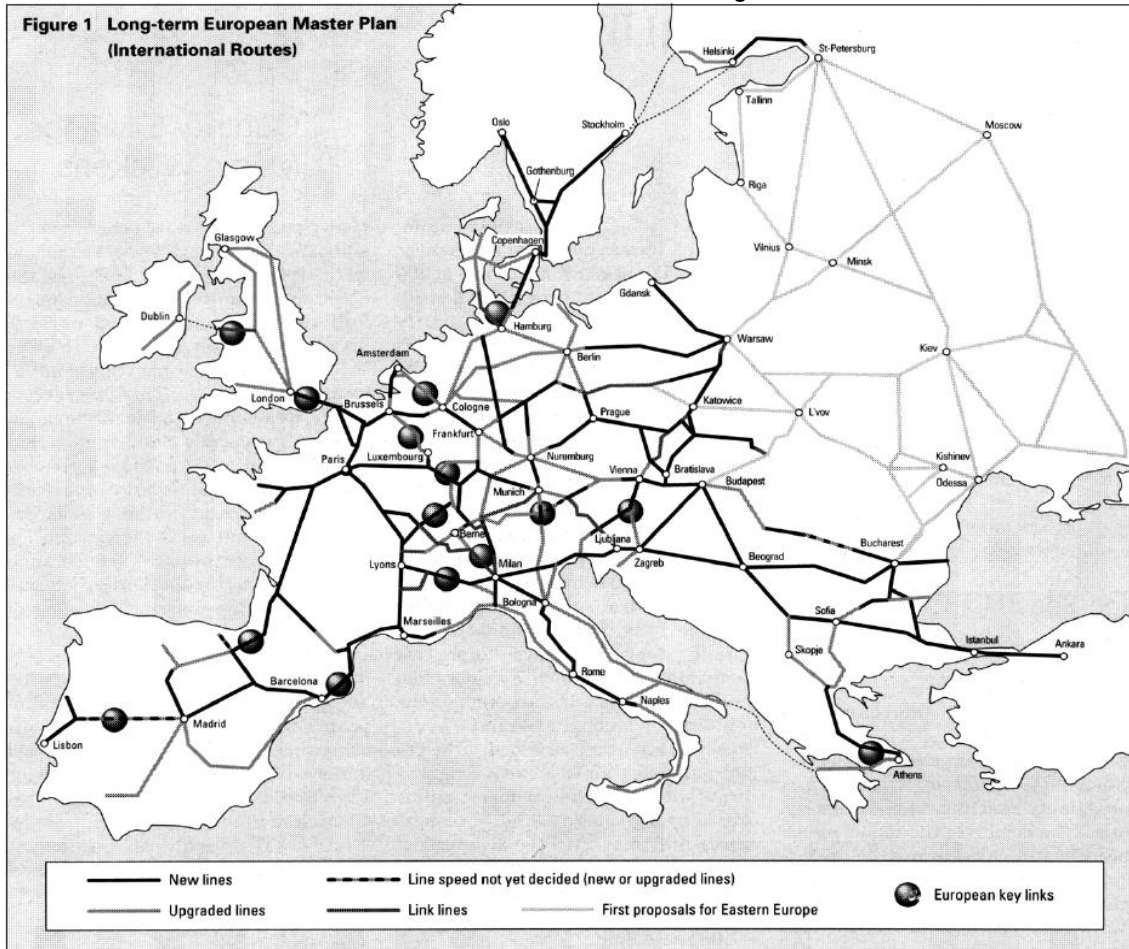 Figure 1 Long-term European Master Plan
(International Routes)
Helsinki
St-Petersburg
Tallinn
Oslo
Stockholm
Moscow
Gothenburg
Riga
Glasgow
Copenhagen
Vilnius
Minsk
Gdansk
Dublin
Hamburg
Warsaw
Kiev
Amsterdam
Berlin
London
Brussels
Cologne
Katowice
L'vov
Prague
Frankfurt
Luxembourg
Paris
Nuremburg
Kishinev
Vienna
Bratislava
Odessa
Munich
Budapest
Berne
Ljubljana
Bucharest
Lyons
Milan
Zagreb
Beograd
Bologna
Sofia
Marseilles
Istanbul
Ankara
Skopje
Rome
Barcelona
Naples
Madrid
Lisbon
Athens
New lines
Line speed not yet decided (new or upgraded lines)
European key links
Upgraded lines
Link lines
First proposals for Eastern Europe